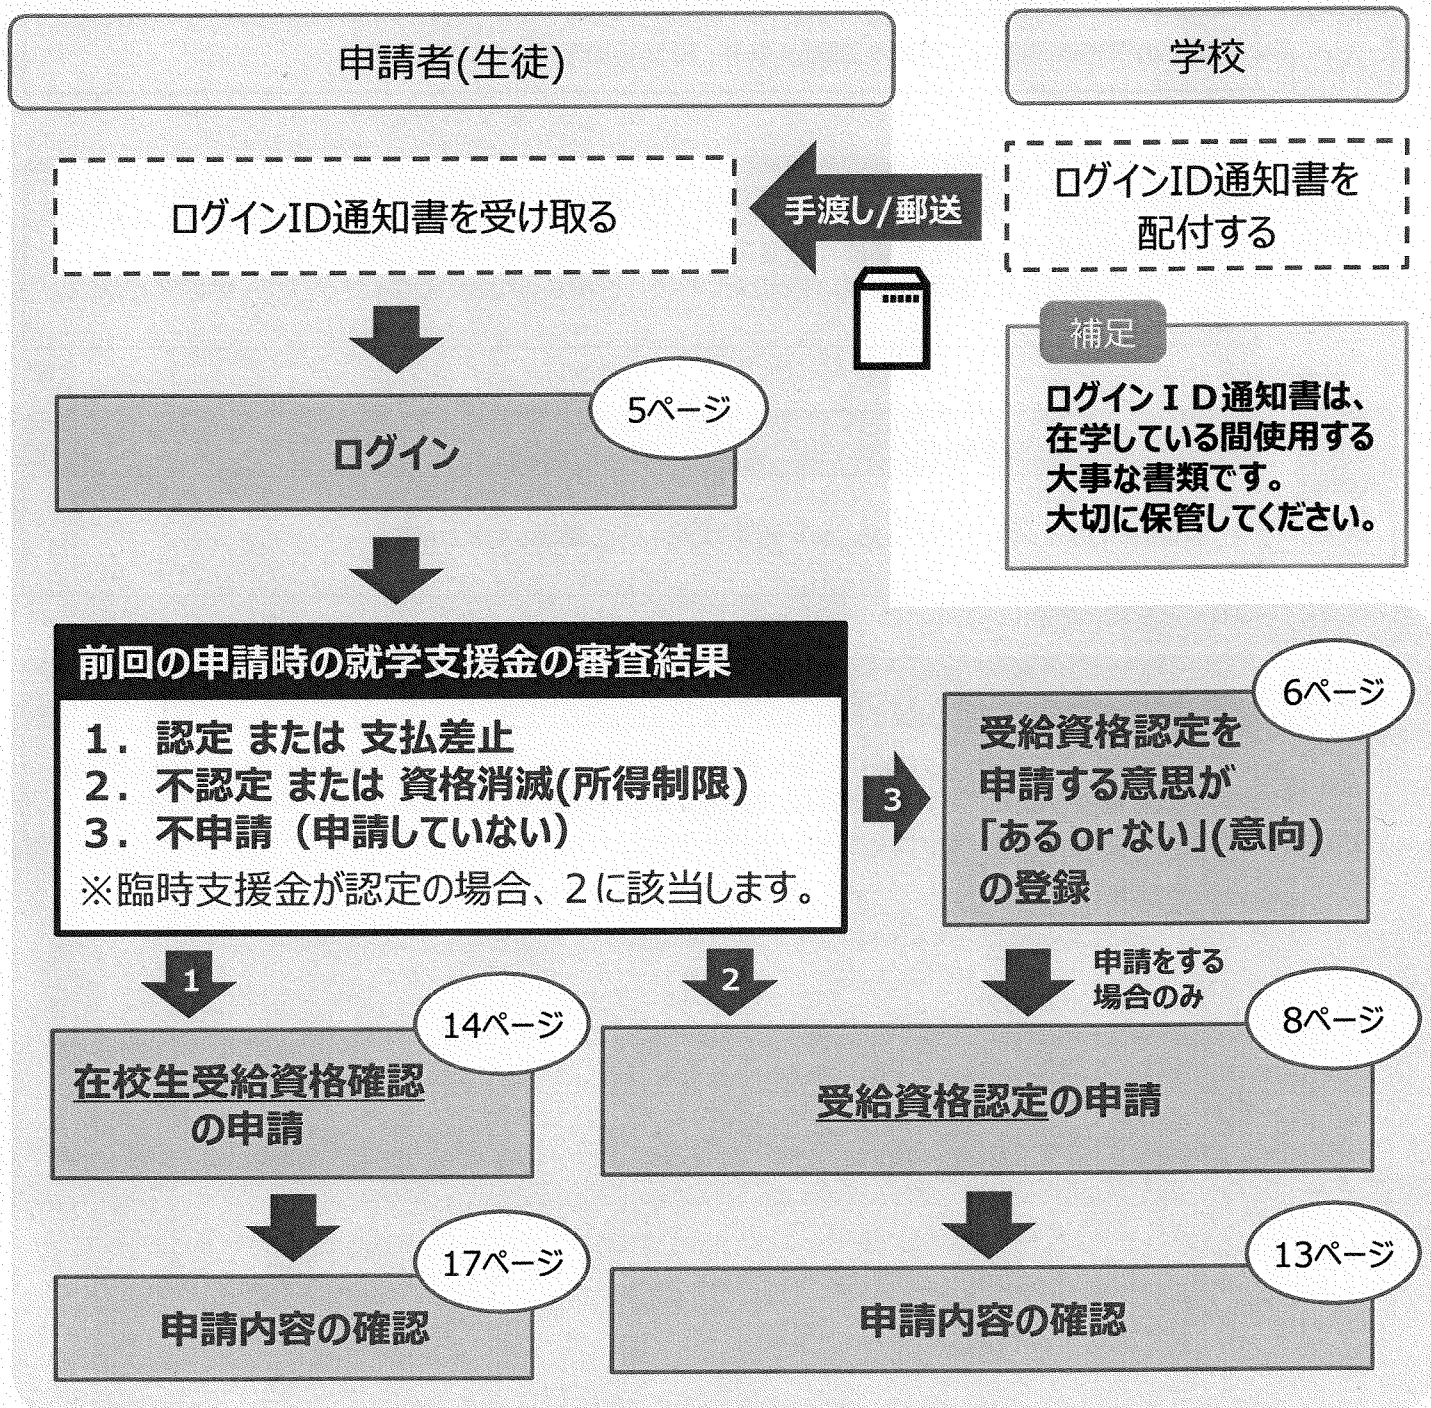 申請者(生徒)
学校
ログインID通知書を受け取る
手渡し/郵送
ログインID通知書を
配付する
補足
ログインＩＤ通知書は、
在学している間使用する
大事な書類です。
大切に保管してください。
5ページ
ログイン
前回の申請時の就学支援金の審査結果
1．認定 または 支払差止
2．不認定 または 資格消滅(所得制限)
3．不申請（申請していない）
※臨時支援金が認定の場合、2に該当します。
3
6ページ
受給資格認定を
申請する意思が
「あるorない」(意向)
の登録
1
2
申請をする
場合のみ
14ページ
在校生受給資格確認
の申請
8ページ
受給資格認定の申請
17ページ
申請内容の確認
13ページ
申請内容の確認